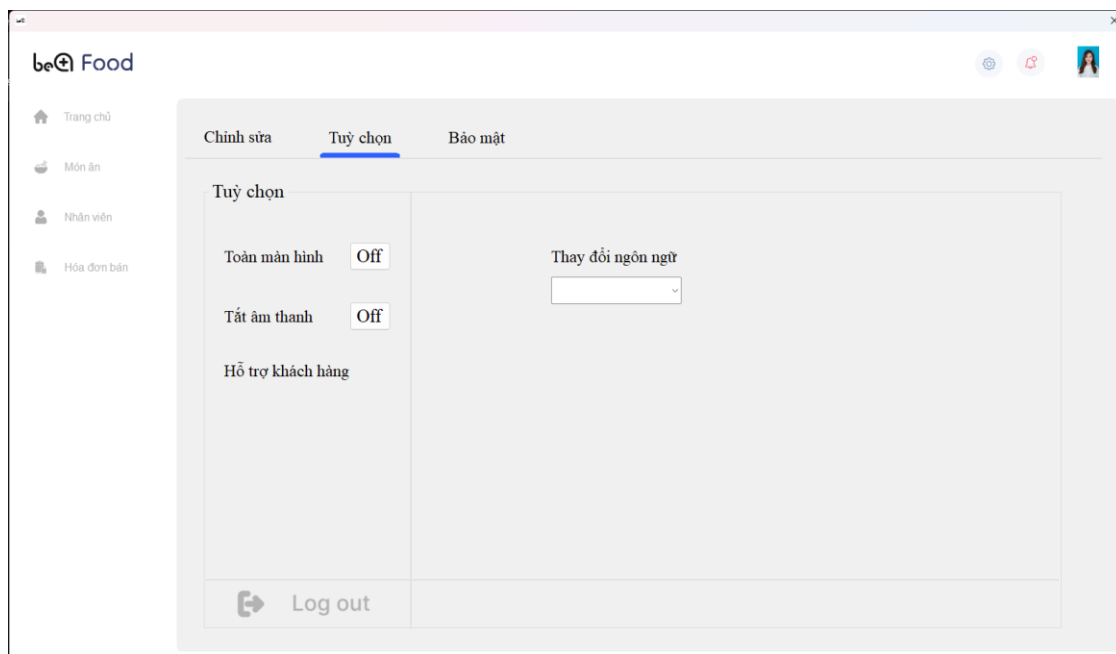 be Food
Trang chủ
Món ăn
Nhân viên
Hóa đơn bán
Chỉnh sửa Tuỳ chọn Bảo mật
Tuỳ chọn
Toàn màn hình Off
Thay đổi ngôn ngữ
Tắt âm thanh Off
Hỗ trợ khách hàng
Log out